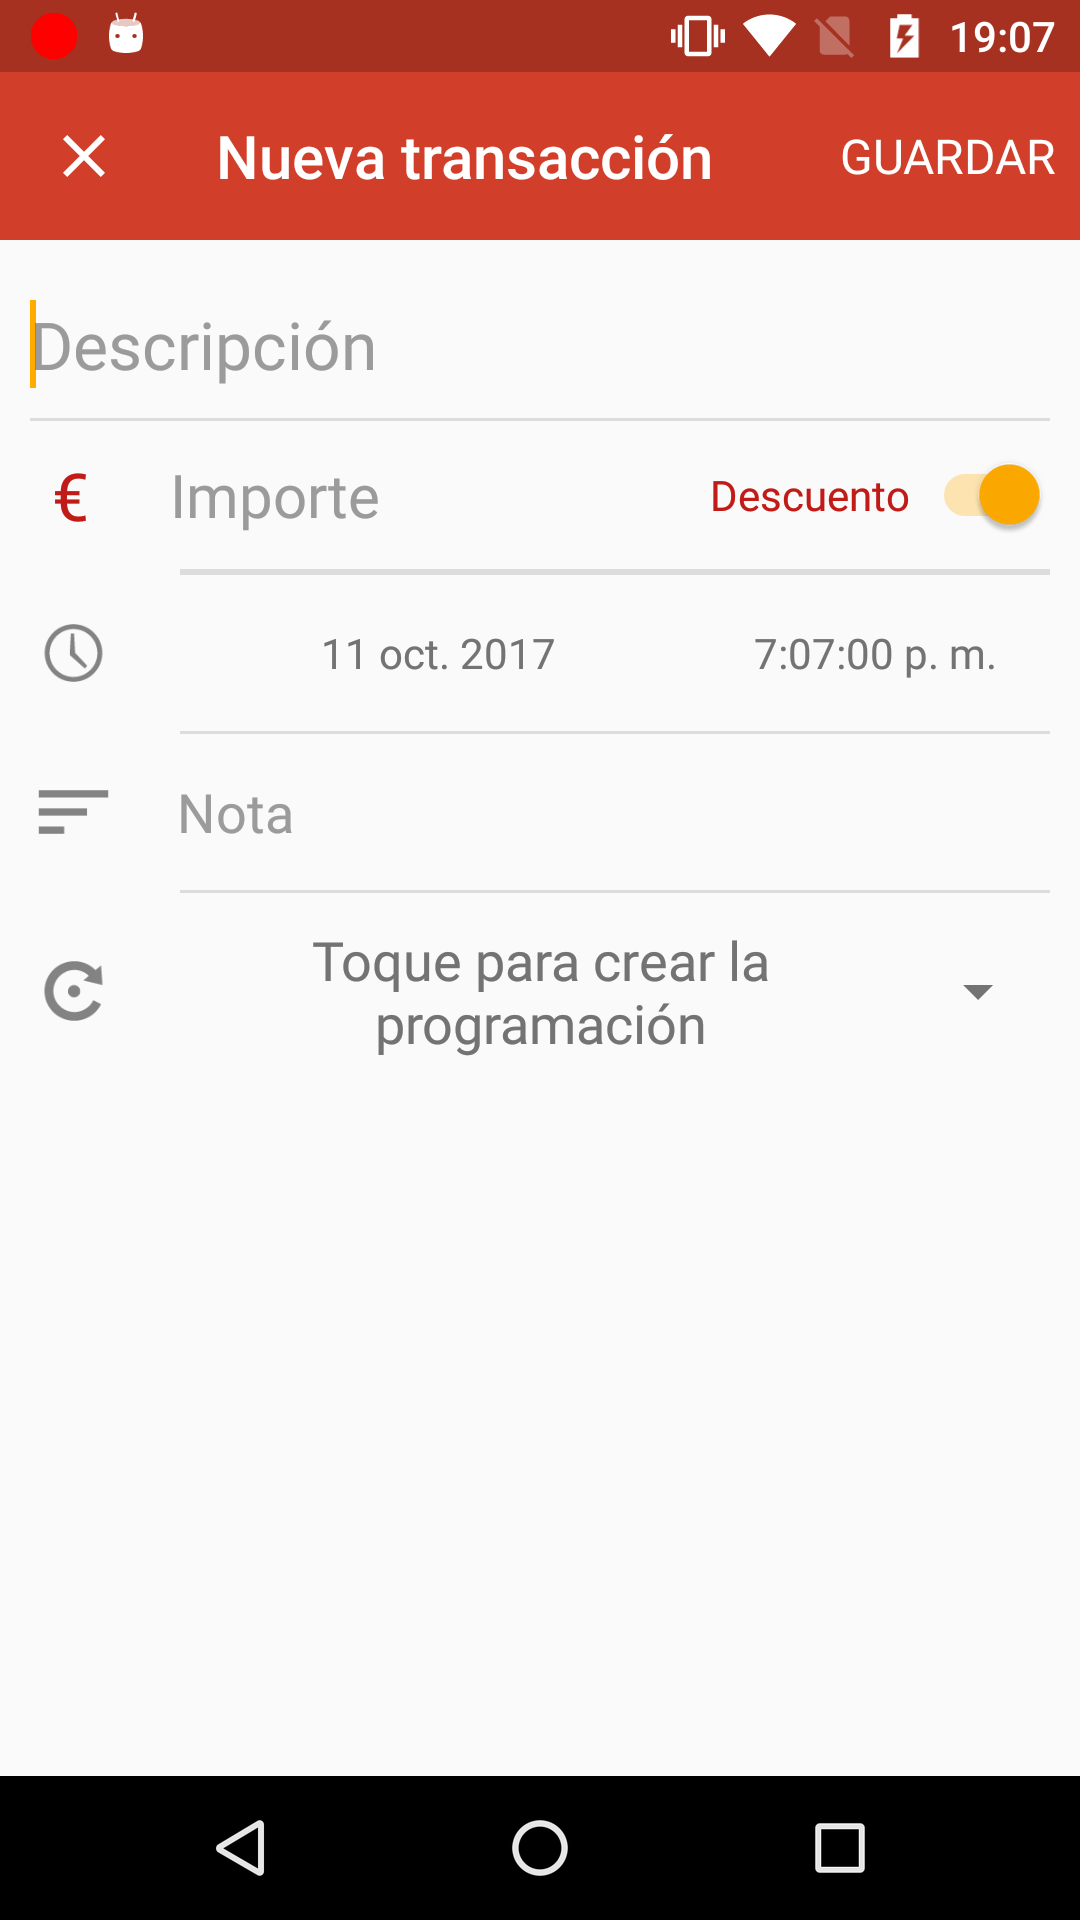 19:07
Nueva transacción GUARDAR
Descripción
€ Importe Descuento
11 oct. 2017 7:07:00 p. m.
Nota
Toque para crear la
programación